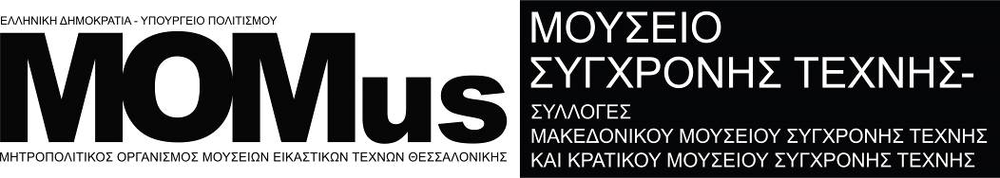 ΕΛΛΗΝΙΚΗ ΔΗΜΟΚΡΑΤΙΑ - ΥΠΟΥΡΓΕΙΟ ΠΟΛΙΤΙΣΜΟΥ
MOMus
ΜΗΤΡΟΠΟΛΙΤΙΚΟΣ ΟΡΓΑΝΙΣΜΟΣ ΜΟΥΣΕΙΩΝ ΕΙΚΑΣΤΙΚΩΝ ΤΕΧΝΩΝ ΘΕΣΣΑΛΟΝΙΚΗΣ
ΜΟΥΣΕΙΟ
ΣΥΓΧΡΟΝΗΣ ΤΕΧΝΗΣ-
ΣΥΛΛΟΓΕΣ
ΜΑΚΕΔΟΝΙΚΟΥ ΜΟΥΣΕΙΟΥ ΣΥΓΧΡΟΝΗΣ ΤΕΧΝΗΣ
ΚΑΙ ΚΡΑΤΙΚΟΥ ΜΟΥΣΕΙΟΥ ΣΥΓΧΡΟΝΗΣ ΤΕΧΝΗΣ